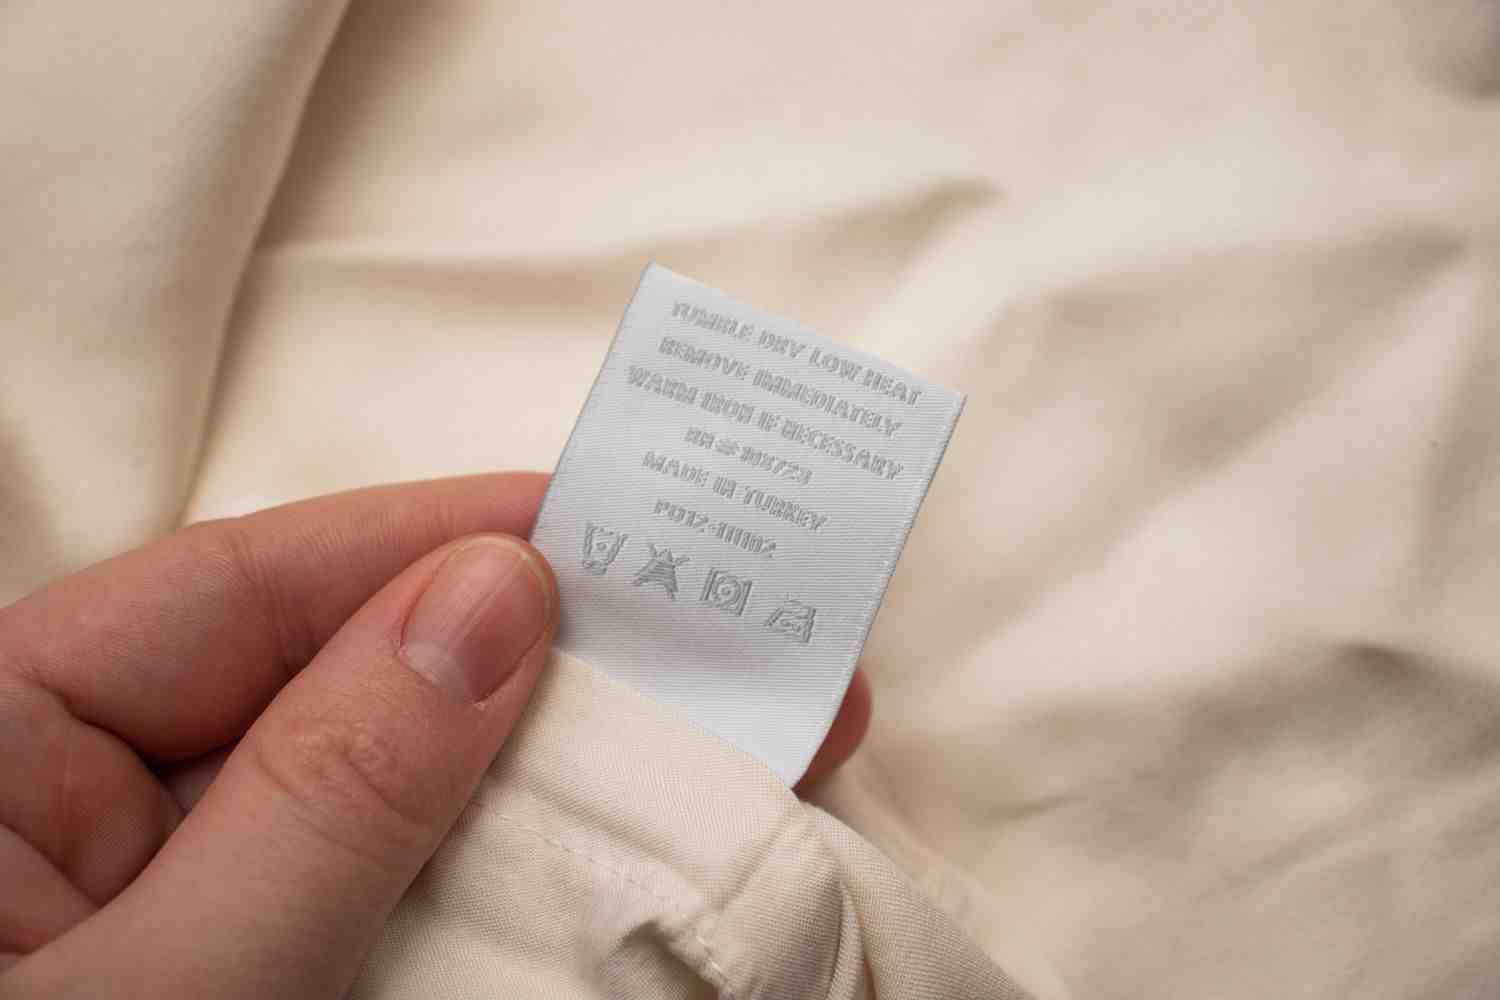 TUMBLE DRY LOW HEAT
REMOVE IMMEDIATELY
WARM IRON IF NECESSARY
MADE IN TURKEY